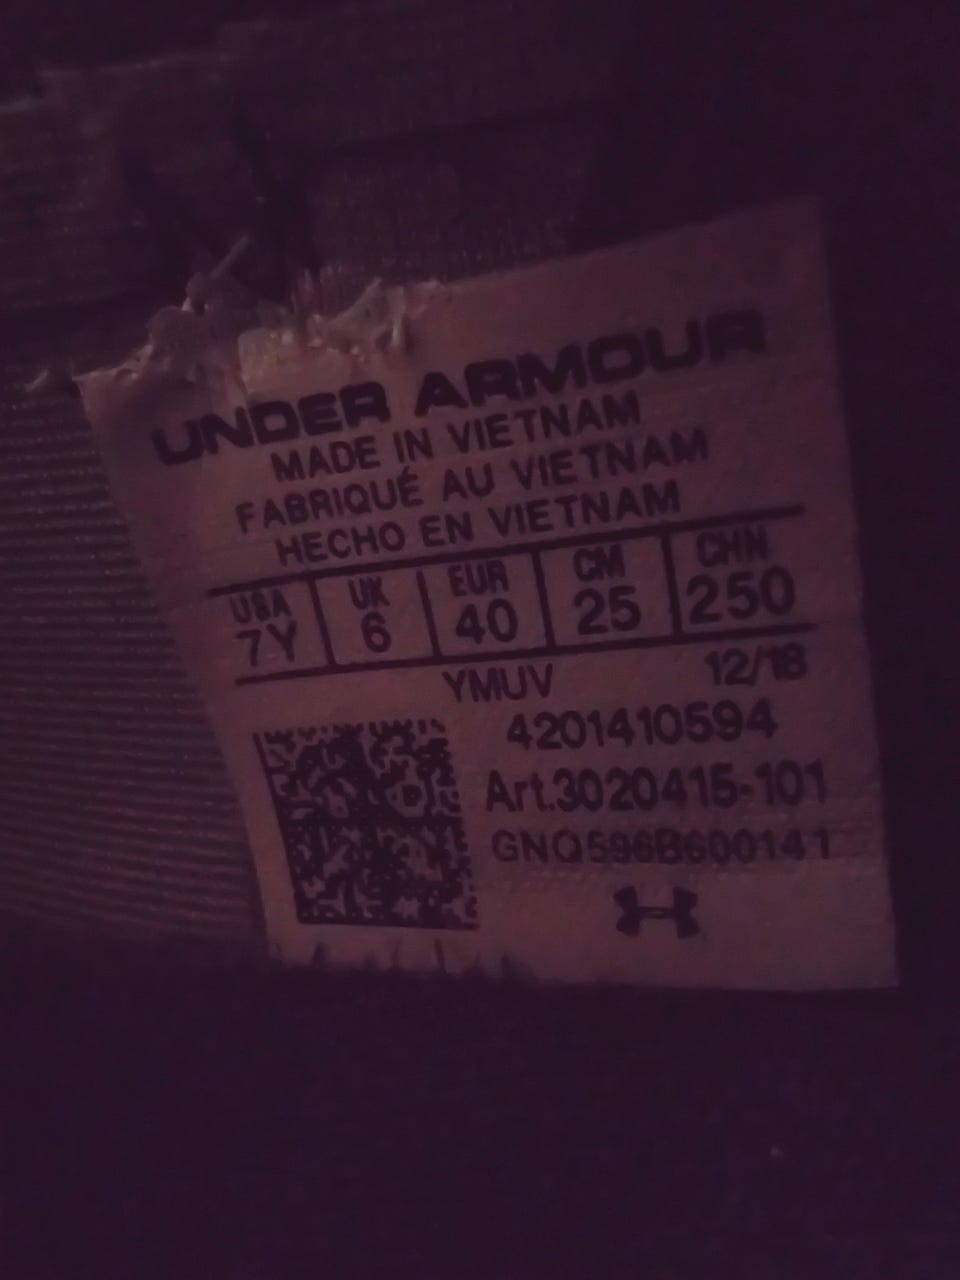 UNDER ARMOUR
MADE IN VIETNAM
FABRIQUÉ AU VIETNAM
HECHO EN VIETNAM
USA UK EUR CM CHN
7Y 6 40 25 250
YMUV 12/18
4201410594
Art.3020415-101
GNQ596B600141